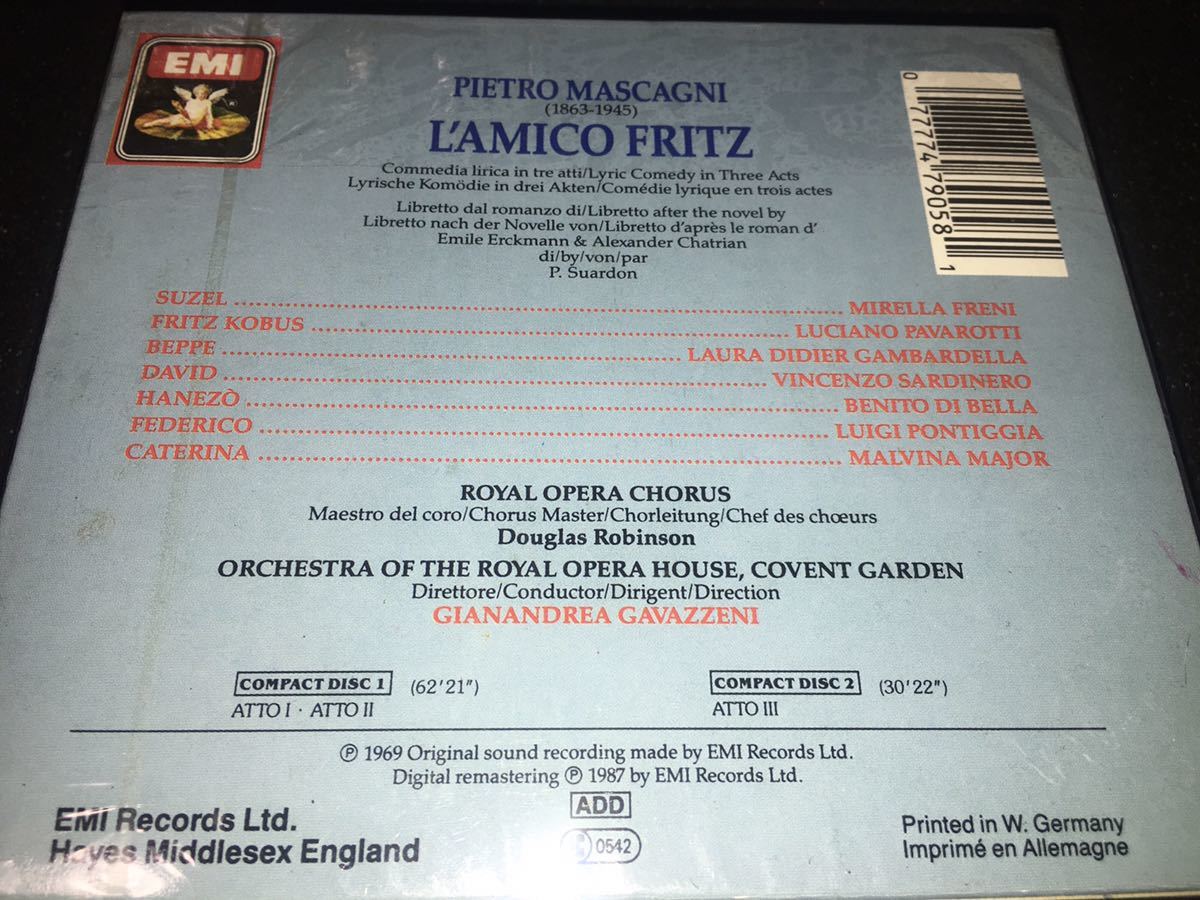 EMI
PIETRO MASCAGNI
(1863-1945)
L'AMICO FRITZ
Commedia lirica in tre atti/Lyric Comedy in Three Acts
Lyrische Komödie in drei Akten/Comédie lyrique en trois actes
Libretto dal romanzo di/Libretto after the novel by
Libretto nach der Novelle von/Libretto d'après le roman d'
Emile Erckmann & Alexander Chatrian
di/by/von/par
P. Suardon
0 77774 79058 1
SUZEL ........ MIRELLA FRENI
FRITZ KOBUS ........ LUCIANO PAVAROTTI
BEPPE ........ LAURA DIDIER GAMBARDELLA
DAVID ........ VINCENZO SARDINERO
HANEZÒ ........ BENITO DI BELLA
FEDERICO ........ LUIGI PONTIGGIA
CATERINA ........ MALVINA MAJOR
ROYAL OPERA CHORUS
Maestro del coro/Chorus Master/Chorleitung/Chef des chœurs
Douglas Robinson
ORCHESTRA OF THE ROYAL OPERA HOUSE, COVENT GARDEN
Direttore/Conductor/Dirigent/Direction
GIANANDREA GAVAZZENI
COMPACT DISC 1 (62'21")
ATTO I · ATTO II
COMPACT DISC 2 (30'22")
ATTO III
℗ 1969 Original sound recording made by EMI Records Ltd.
Digital remastering ℗ 1987 by EMI Records Ltd.
ADD
0542
EMI Records Ltd.
Hayes Middlesex England
Printed in W. Germany
Imprimé en Allemagne